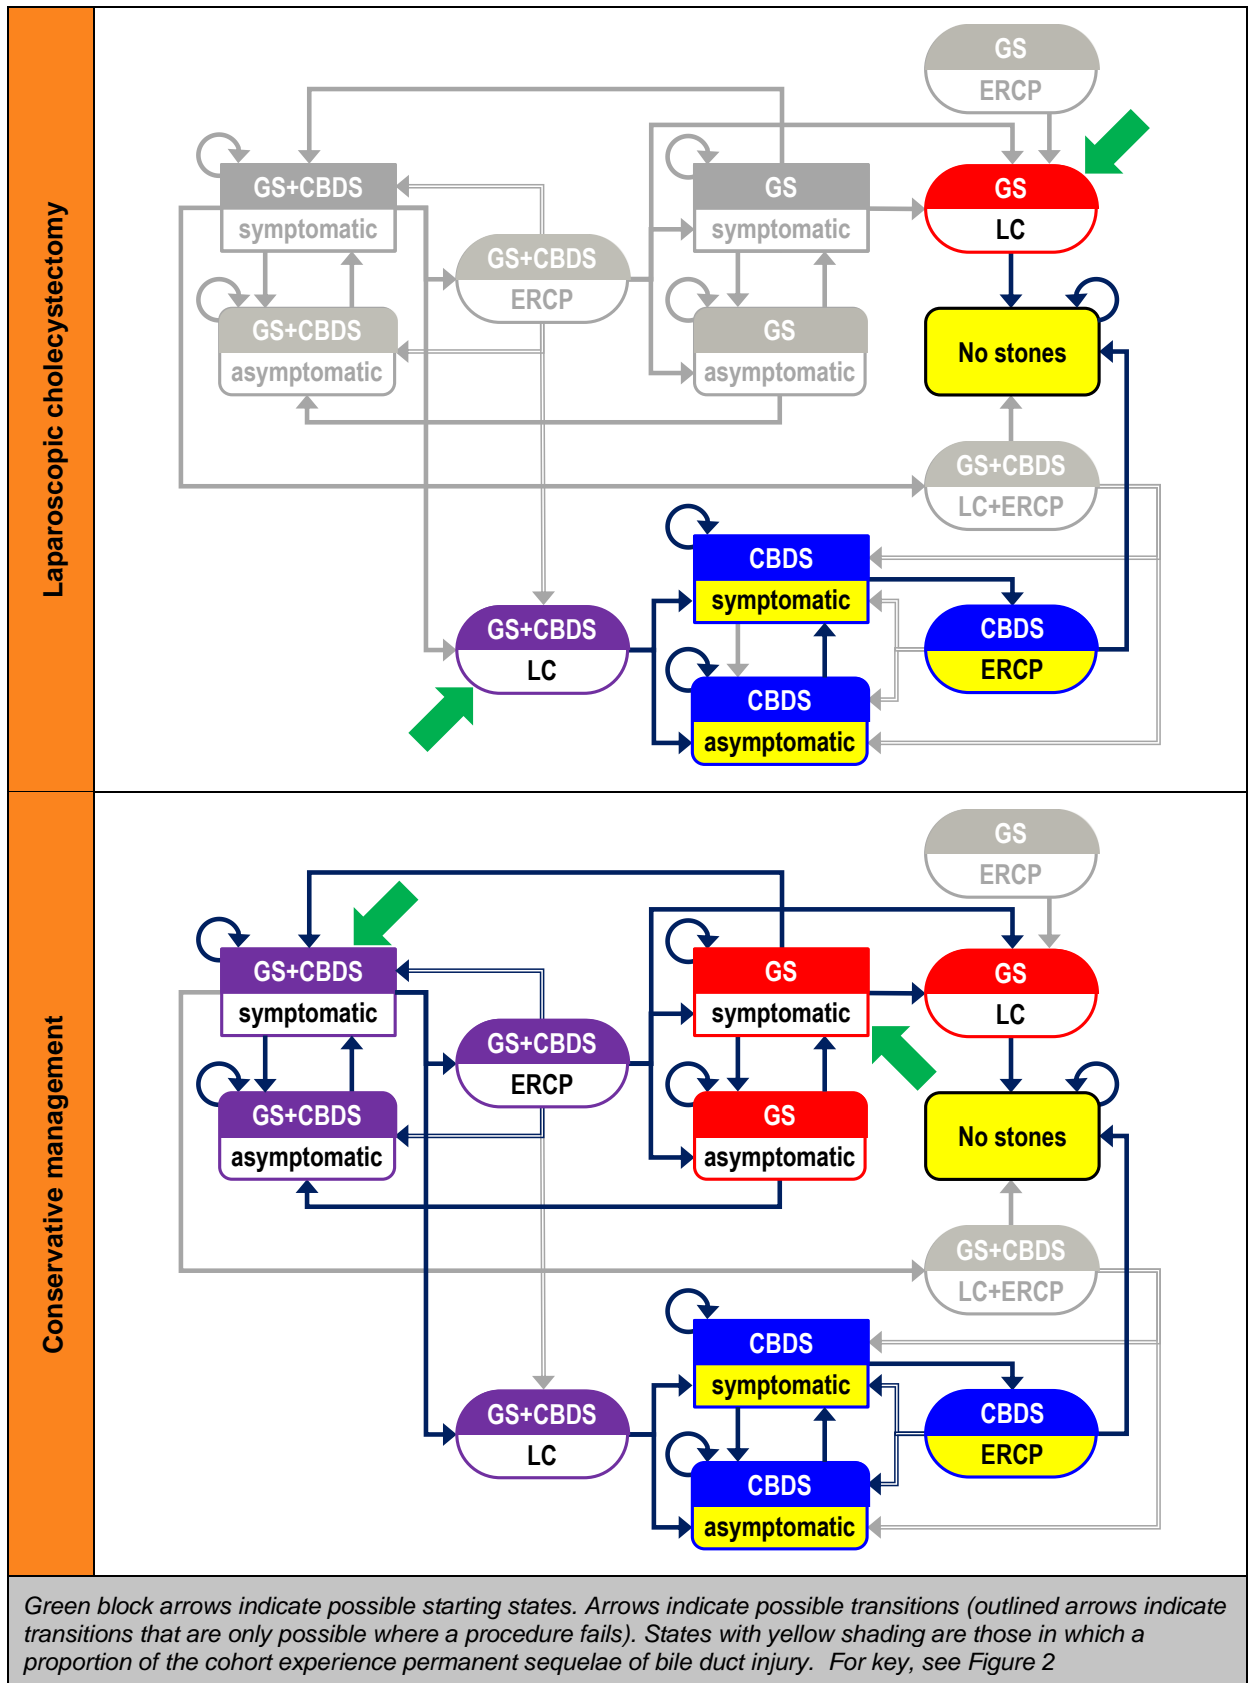 Laparoscopic cholecystectomy
GS
ERCP
GS+CBDS
symptomatic
GS
symptomatic
GS
LC
GS+CBDS
ERCP
GS+CBDS
asymptomatic
GS
asymptomatic
No stones
GS+CBDS
LC+ERCP
CBDS
symptomatic
GS+CBDS
LC
CBDS
ERCP
CBDS
asymptomatic
Conservative management
GS
ERCP
GS+CBDS
symptomatic
GS
symptomatic
GS
LC
GS+CBDS
ERCP
GS+CBDS
asymptomatic
GS
asymptomatic
No stones
GS+CBDS
LC+ERCP
CBDS
symptomatic
GS+CBDS
LC
CBDS
ERCP
CBDS
asymptomatic
Green block arrows indicate possible starting states. Arrows indicate possible transitions (outlined arrows indicate
transitions that are only possible where a procedure fails). States with yellow shading are those in which a
proportion of the cohort experience permanent sequelae of bile duct injury. For key, see Figure 2